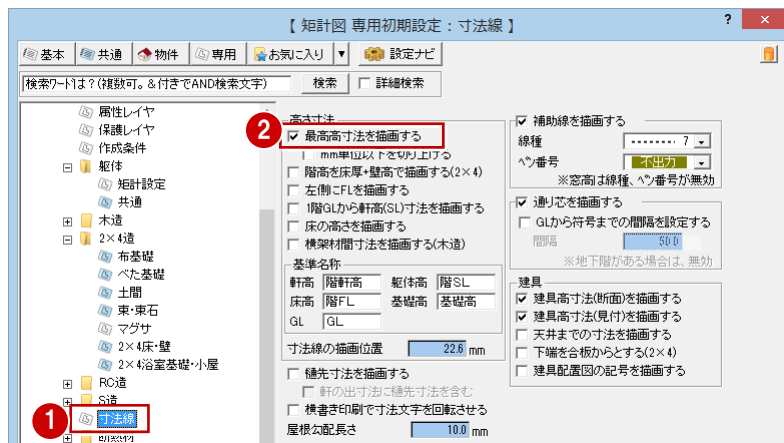 【 矩計図 専用初期設定：寸法線 】
? ×
基本 共通 物件 専用 お気に入り ▼ 設定ナビ
検索ワードは？(複数可。&付きでAND検索文字) 検索 詳細検索
属性レイヤ
保護レイヤ
作成条件
躯体
矩計設定
共通
木造
2×4造
布基礎
べた基礎
土間
束・束石
マグサ
2×4床・壁
2×4浴室基礎・小屋
RC造
S造
1 寸法線
断熱材
高さ寸法
2 最高高寸法を描画する
mm単位以下を切り上げる
階高を床厚+壁高で描画する(2×4)
左側にFLを描画する
1階GLから軒高(SL)寸法を描画する
床の高さを描画する
横架材間寸法を描画する(木造)
基準名称
軒高 階軒高 躯体高 階SL
床高 階FL 基礎高 基礎高
GL GL
寸法線の描画位置 22.6 mm
樋先寸法を描画する
軒の出寸法に樋先寸法を含む
横書き印刷で寸法文字を回転させる
屋根勾配長さ 10.0 mm
補助線を描画する
線種 ‥‥‥‥ 7
ペン番号 不出力
※窓高は線種、ペン番号が無効
通り芯を描画する
GLから符号までの間隔を設定する
間隔 50.0
※地下階がある場合は、無効
建具
建具高寸法(断面)を描画する
建具高寸法(見付)を描画する
天井までの寸法を描画する
下端を合板からとする(2×4)
建具配置図の記号を描画する